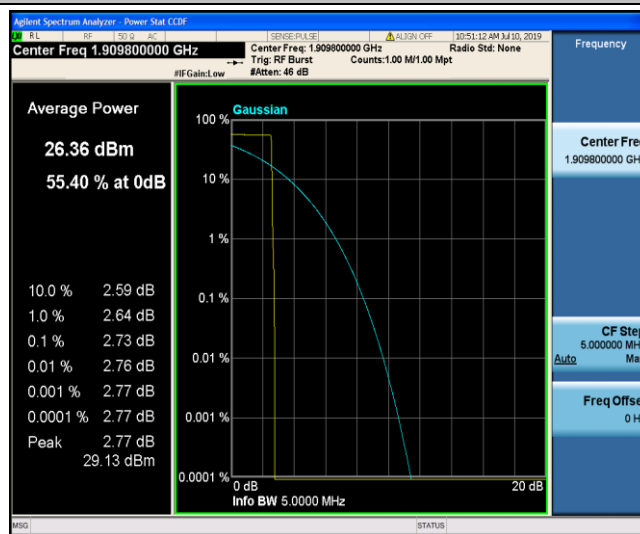 Agilent Spectrum Analyzer - Power Stat CCDF
RL RF 50 Ω AC SENSE:PULSE ALIGN OFF 10:51:12 AM Jul 10, 2019
Center Freq 1.909800000 GHz
Center Freq: 1.909800000 GHz Radio Std: None
Trig: RF Burst Counts:1.00 M/1.00 Mpt
#IFGain:Low #Atten: 46 dB
Frequency
Average Power
26.36 dBm
55.40 % at 0dB
10.0 % 2.59 dB
1.0 % 2.64 dB
0.1 % 2.73 dB
0.01 % 2.76 dB
0.001 % 2.77 dB
0.0001 % 2.77 dB
Peak 2.77 dB
29.13 dBm
Gaussian
100 %
10 %
1 %
0.1 %
0.01 %
0.001 %
0.0001 %
0 dB 20 dB
Info BW 5.0000 MHz
Center Fre
1.909800000 GH
CF Ste
5.000000 MH
Auto Ma
Freq Offse
0 H
MSG STATUS